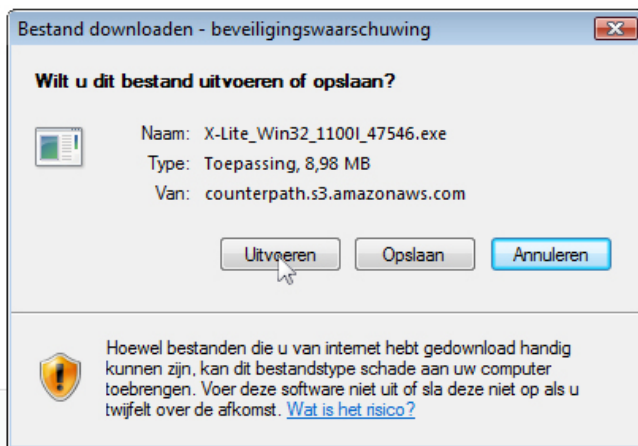 Bestand downloaden - beveiligingswaarschuwing
Wilt u dit bestand uitvoeren of opslaan?
Naam: X-Lite_Win32_1100l_47546.exe
Type: Toepassing, 8,98 MB
Van: counterpath.s3.amazonaws.com
Uitvoeren Opslaan Annuleren
Hoewel bestanden die u van internet hebt gedownload handig
kunnen zijn, kan dit bestandstype schade aan uw computer
toebrengen. Voer deze software niet uit of sla deze niet op als u
twijfelt over de afkomst. Wat is het risico?